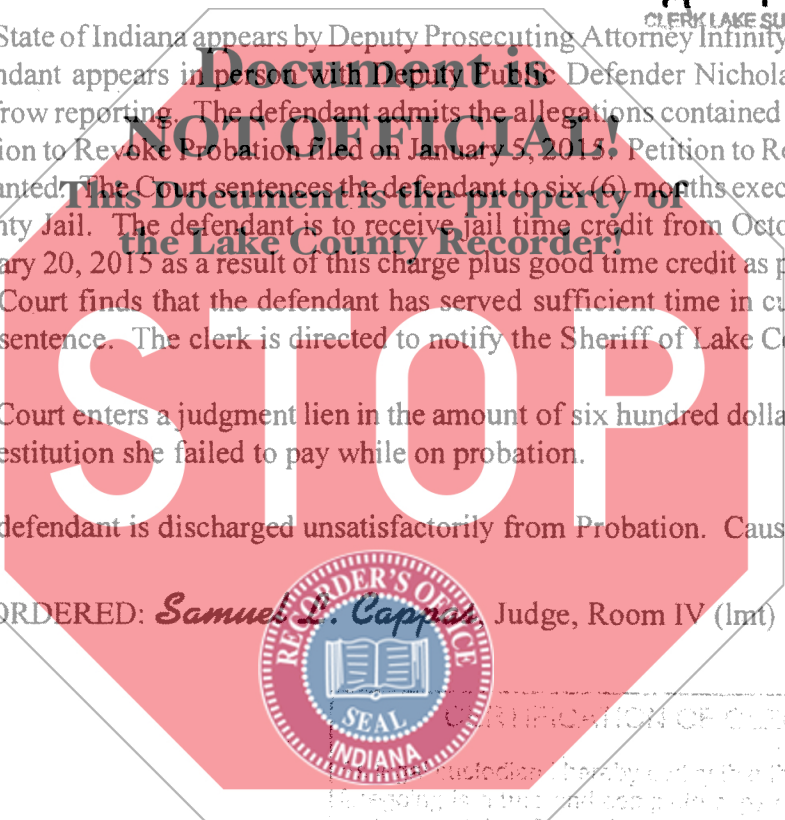 CLERK LAKE SU
State of Indiana appears by Deputy Prosecuting Attorney Infinity
ndant appears in person with Deputy Public Defender Nichola
row reporting. The defendant admits the allegations contained
ion to Revoke Probation filed on January 5, 2015. Petition to Re
anted. The Court sentences the defendant to six (6) months exec
nty Jail. The defendant is to receive jail time credit from Octo
ary 20, 2015 as a result of this charge plus good time credit as p
Court finds that the defendant has served sufficient time in cu
sentence. The clerk is directed to notify the Sheriff of Lake Co
Court enters a judgment lien in the amount of six hundred dolla
estitution she failed to pay while on probation.
defendant is discharged unsatisfactorily from Probation. Caus
ORDERED: Samuel L. Cappas, Judge, Room IV (lmt)
Document is
NOT OFFICIAL!
This Document is the property of
the Lake County Recorder!
STOP
RECORDER'S OFFICE
SEAL
INDIANA
CERTIFICATION OF CLE
custodian hereby